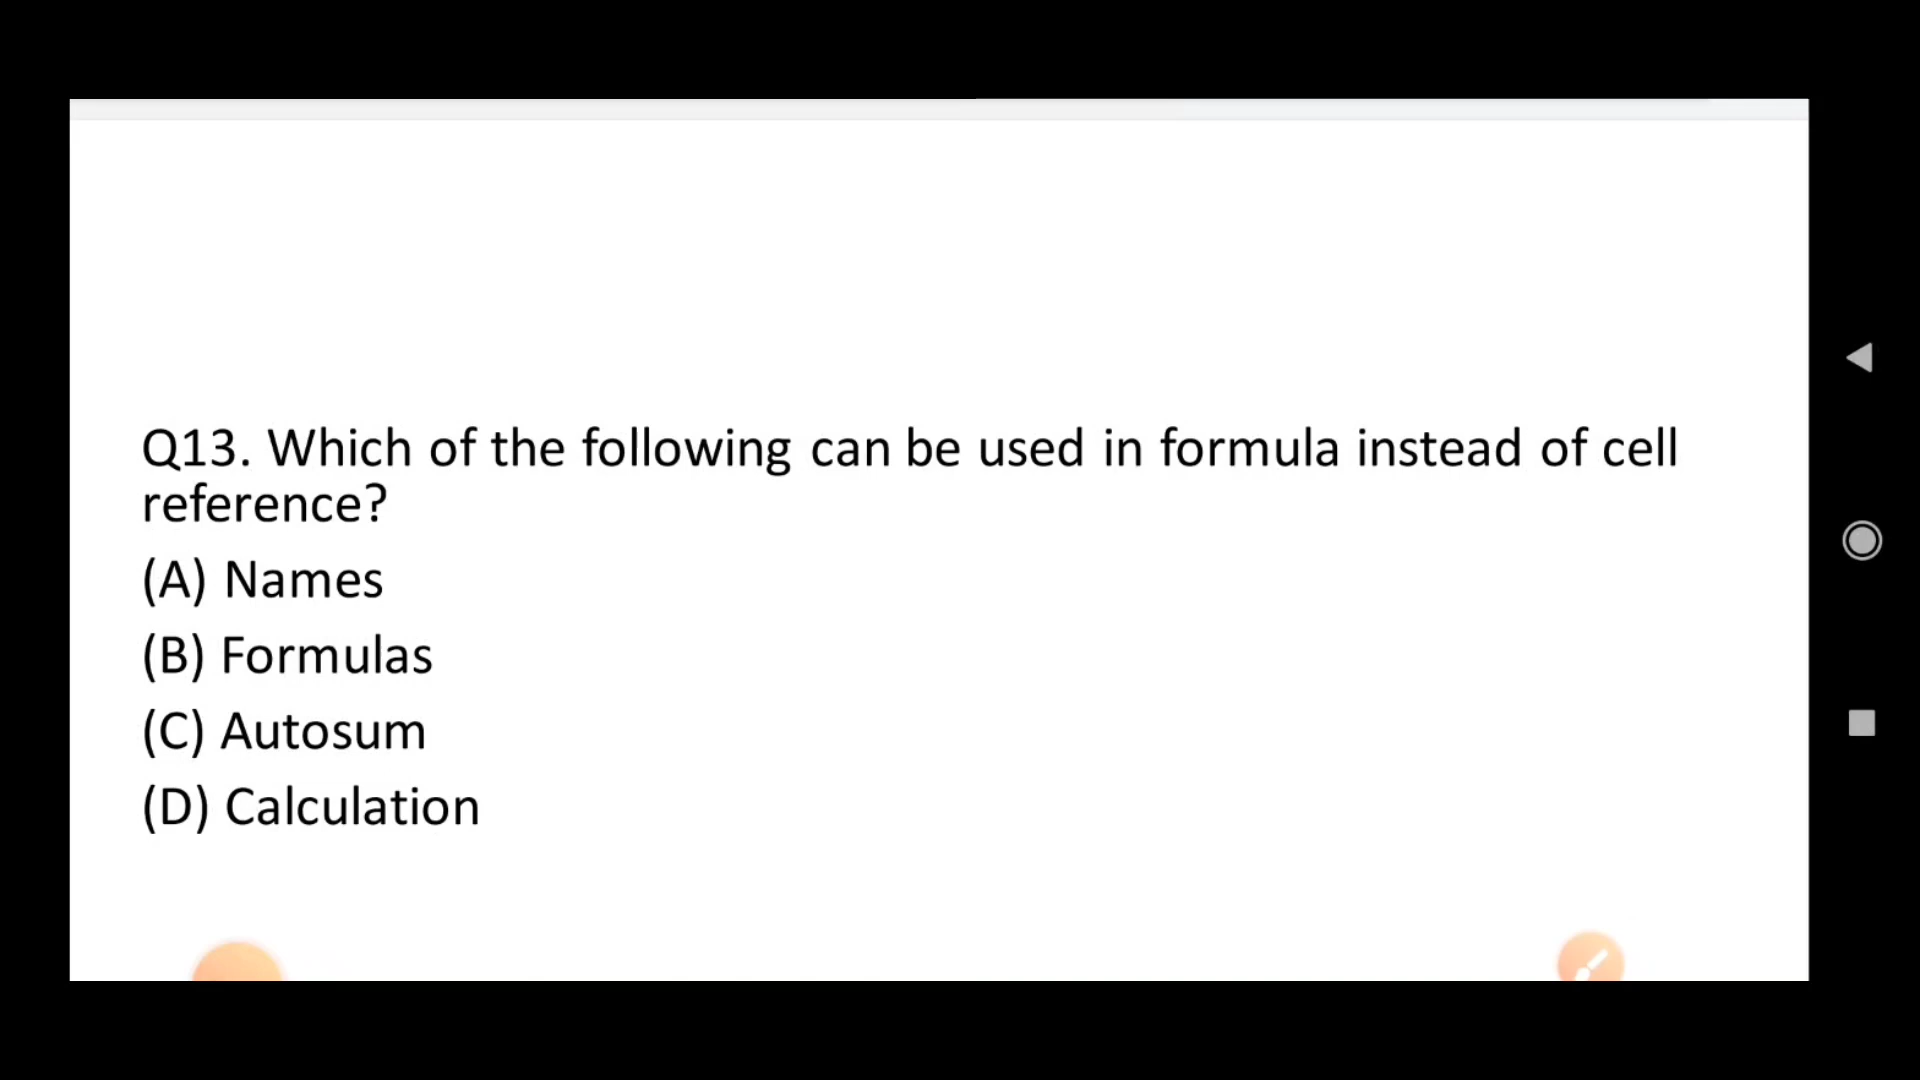 Q13. Which of the following can be used in formula instead of cell
reference?
(A) Names
(B) Formulas
(C) Autosum
(D) Calculation